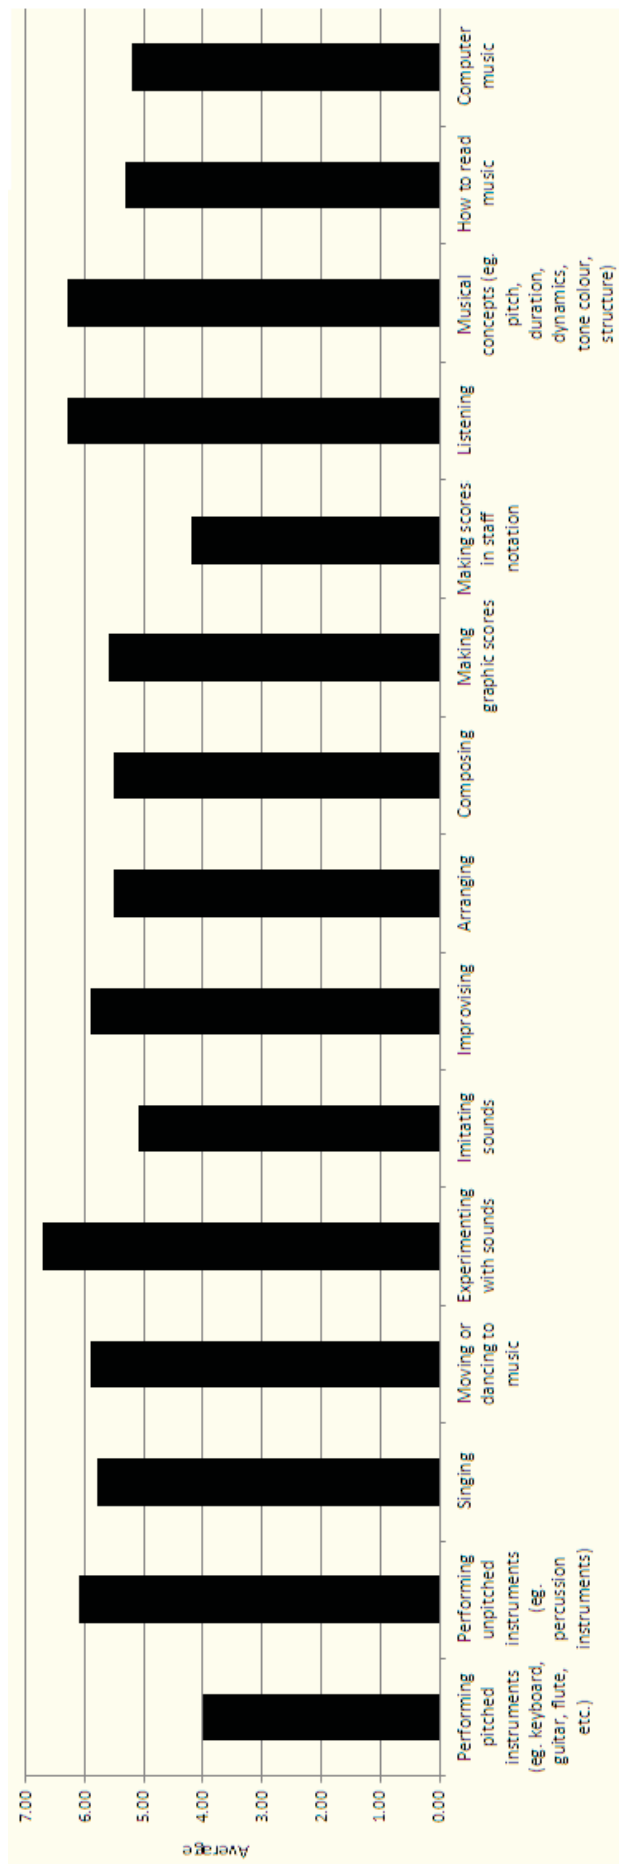 7.00
6.00
5.00
4.00
3.00
2.00
1.00
0.00
Average
Performing
pitched
instruments
(eg. keyboard,
guitar, flute,
etc.)
Performing
unpitched
instruments
(eg.
percussion
instruments)
Singing
Moving or
dancing to
music
Experimenting
with sounds
Imitating
sounds
Improvising
Arranging
Composing
Making
graphic scores
Making scores
in staff
notation
Listening
Musical
concepts (eg.
pitch,
duration,
dynamics,
tone colour,
structure)
How to read
music
Computer
music